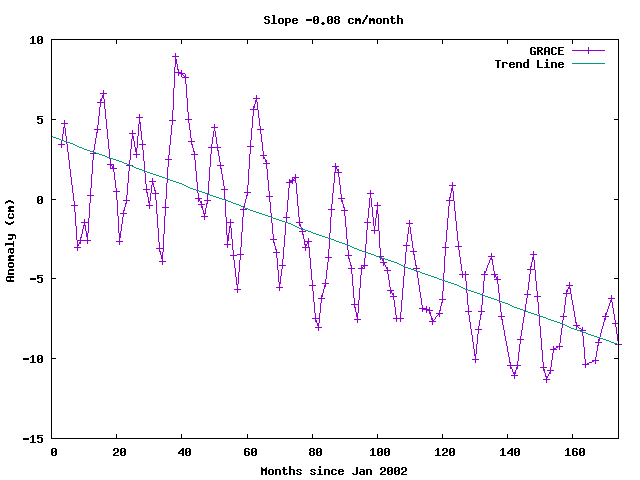 Slope -0.08 cm/month
GRACE
Trend Line
10
5
0
-5
-10
-15
Anomaly (cm)
0 20 40 60 80 100 120 140 160
Months since Jan 2002